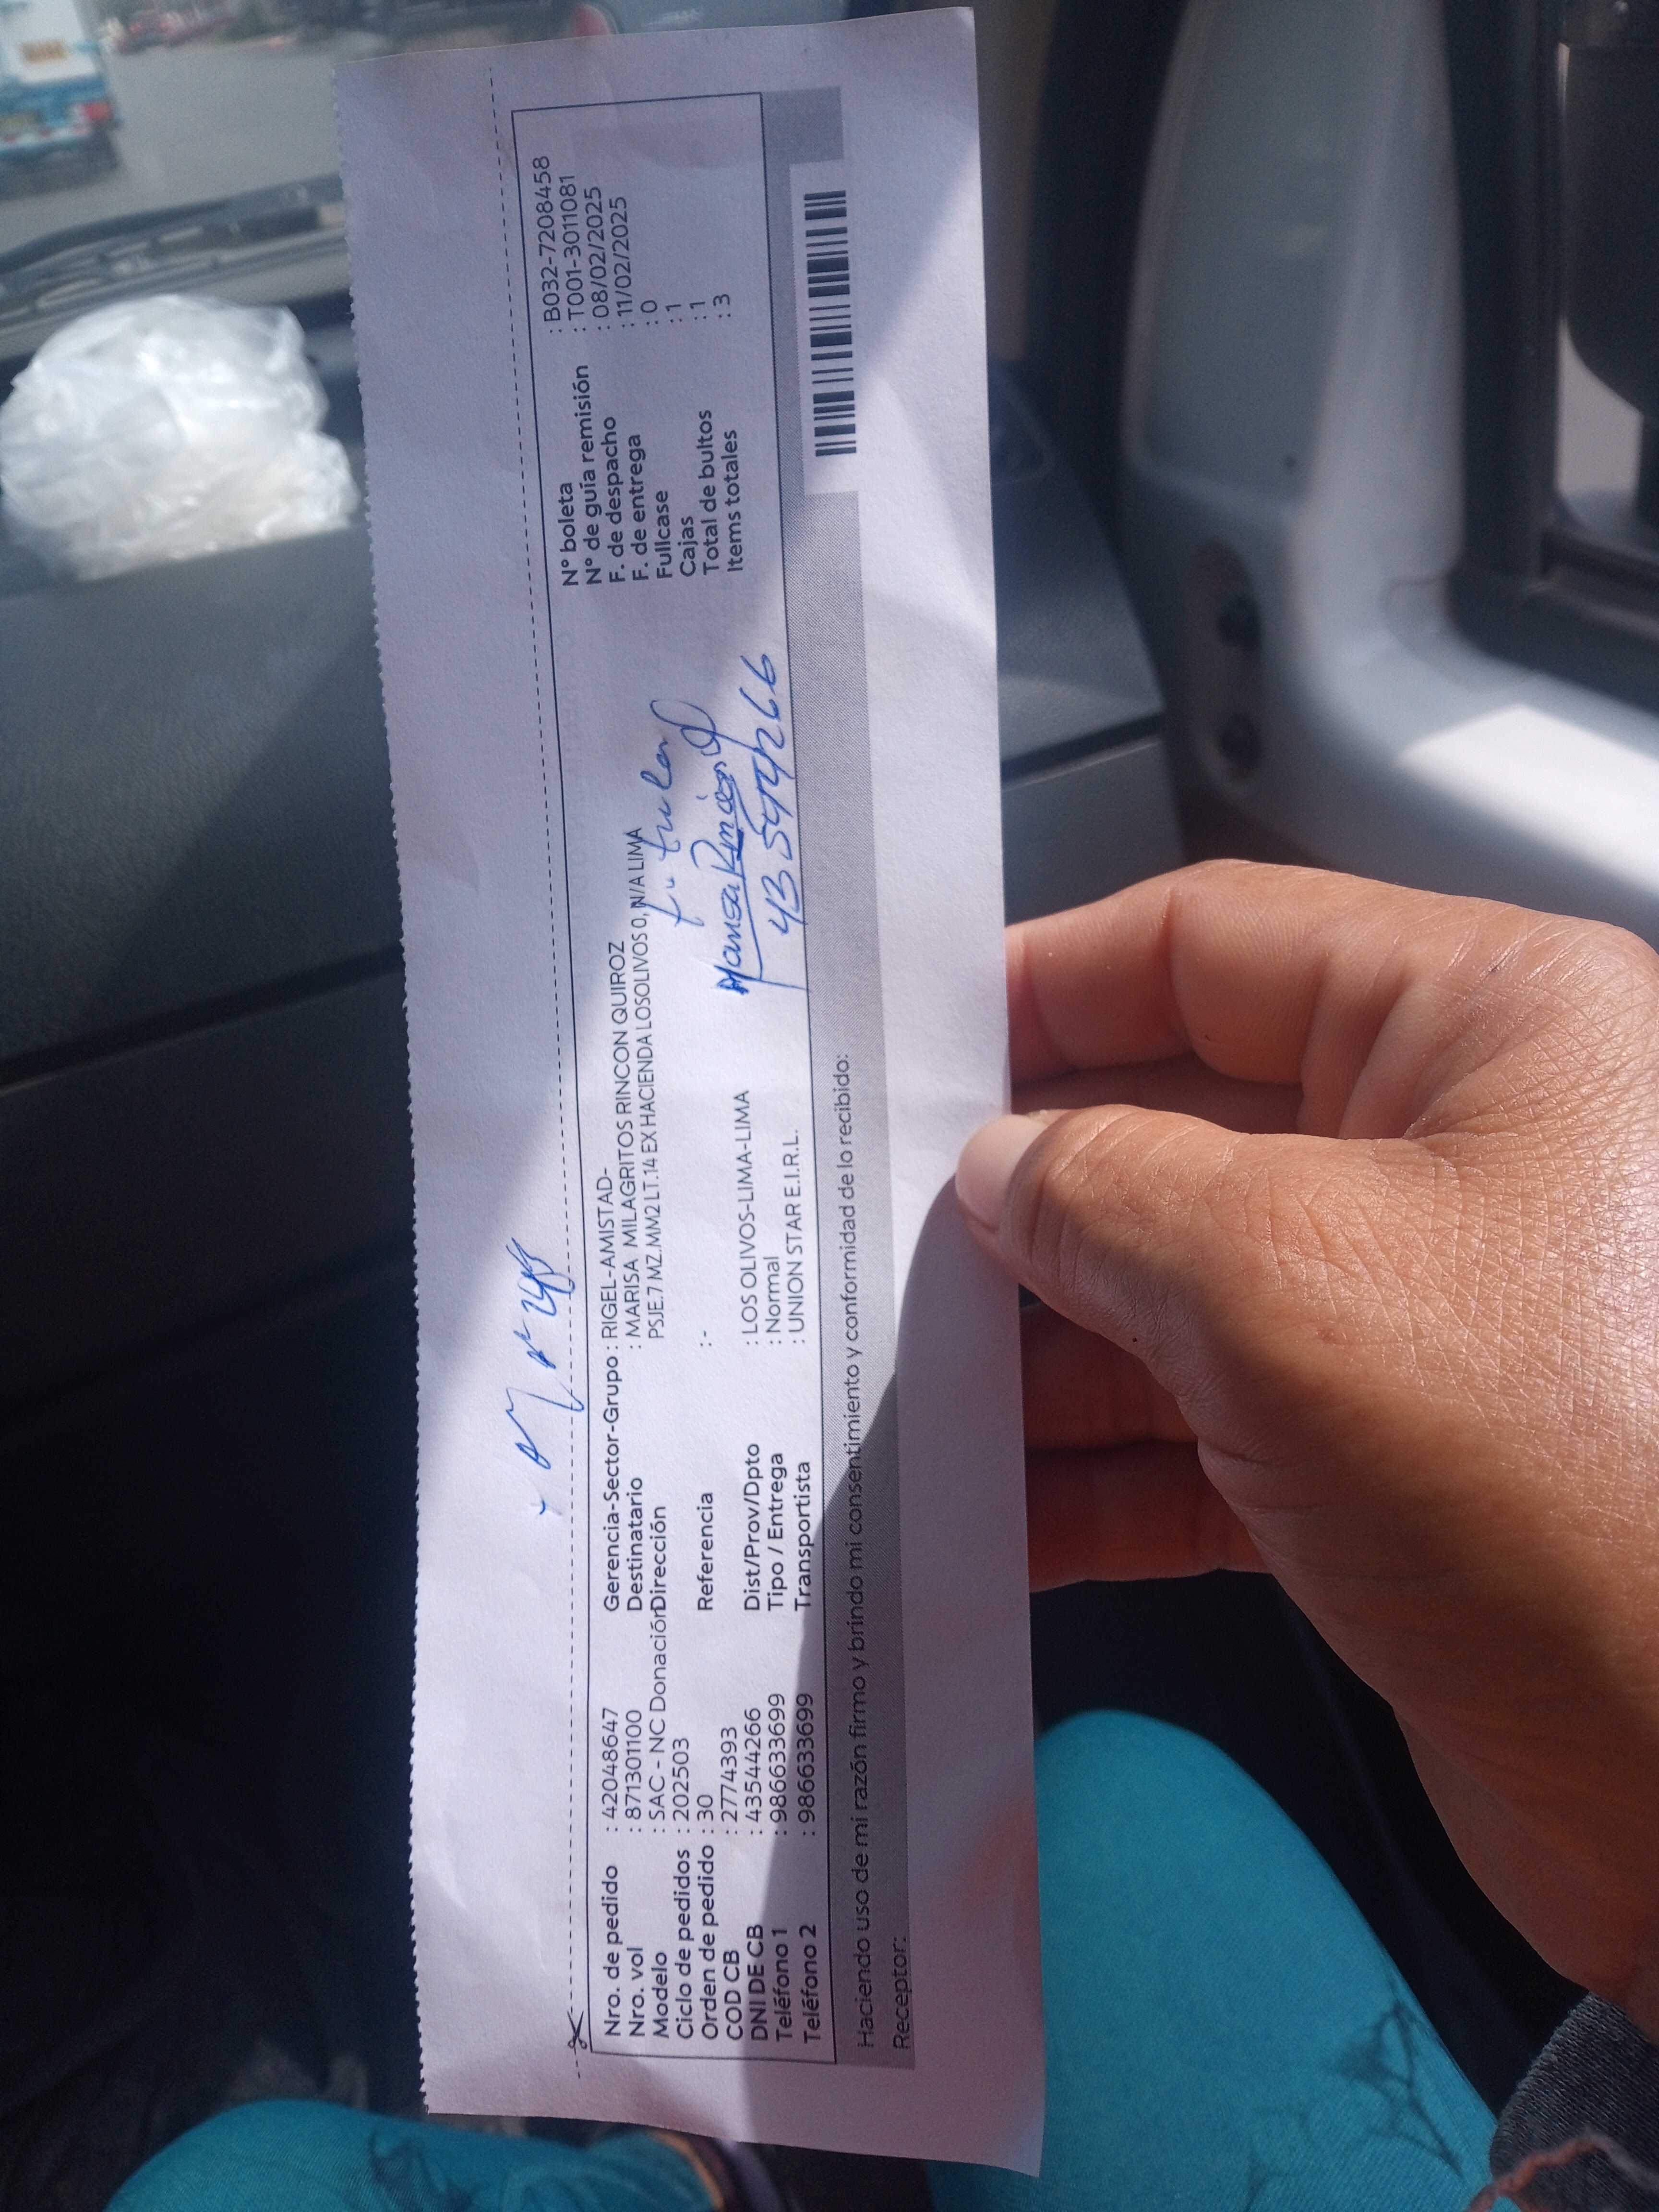 Nro. de pedido : 42048647
Nro. vol : 871301100
Modelo : SAC - NC Donación
Ciclo de pedidos : 202503
Orden de pedido : 30
COD CB : 2774393
DNI DE CB : 43544266
Teléfono 1 : 986633699
Teléfono 2 : 986633699
Gerencia-Sector-Grupo : RIGEL-AMISTAD-
Destinatario : MARISA MILAGRITOS RINCON QUIROZ
Dirección PSJE.7 MZ.MM2 LT.14 EX HACIENDA LOSOLIVOS 0, N/A LIMA
Referencia : -
Dist/Prov/Dpto : LOS OLIVOS-LIMA-LIMA
Tipo / Entrega : Normal
Transportista : UNION STAR E.I.R.L.
Marisa Rincon Q
43544266
N° boleta : B032-7208458
N° de guía remisión : T001-3011081
F. de despacho : 08/02/2025
F. de entrega : 11/02/2025
Fullcase : 0
Cajas : 1
Total de bultos : 1
Items totales : 3
Haciendo uso de mi razón firmo y brindo mi consentimiento y conformidad de lo recibido:
Receptor: